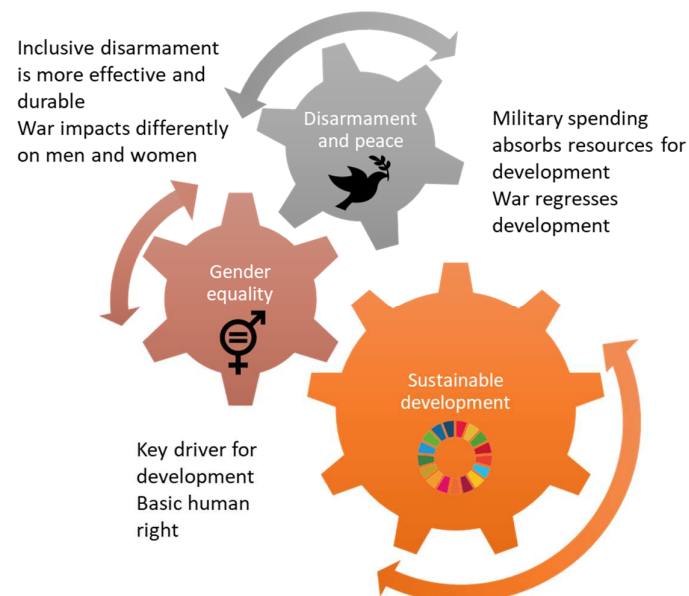 Inclusive disarmament
is more effective and
durable
War impacts differently
on men and women
Disarmament
and peace
Military spending
absorbs resources for
development
War regresses
development
Gender
equality
Sustainable
development
Key driver for
development
Basic human
right